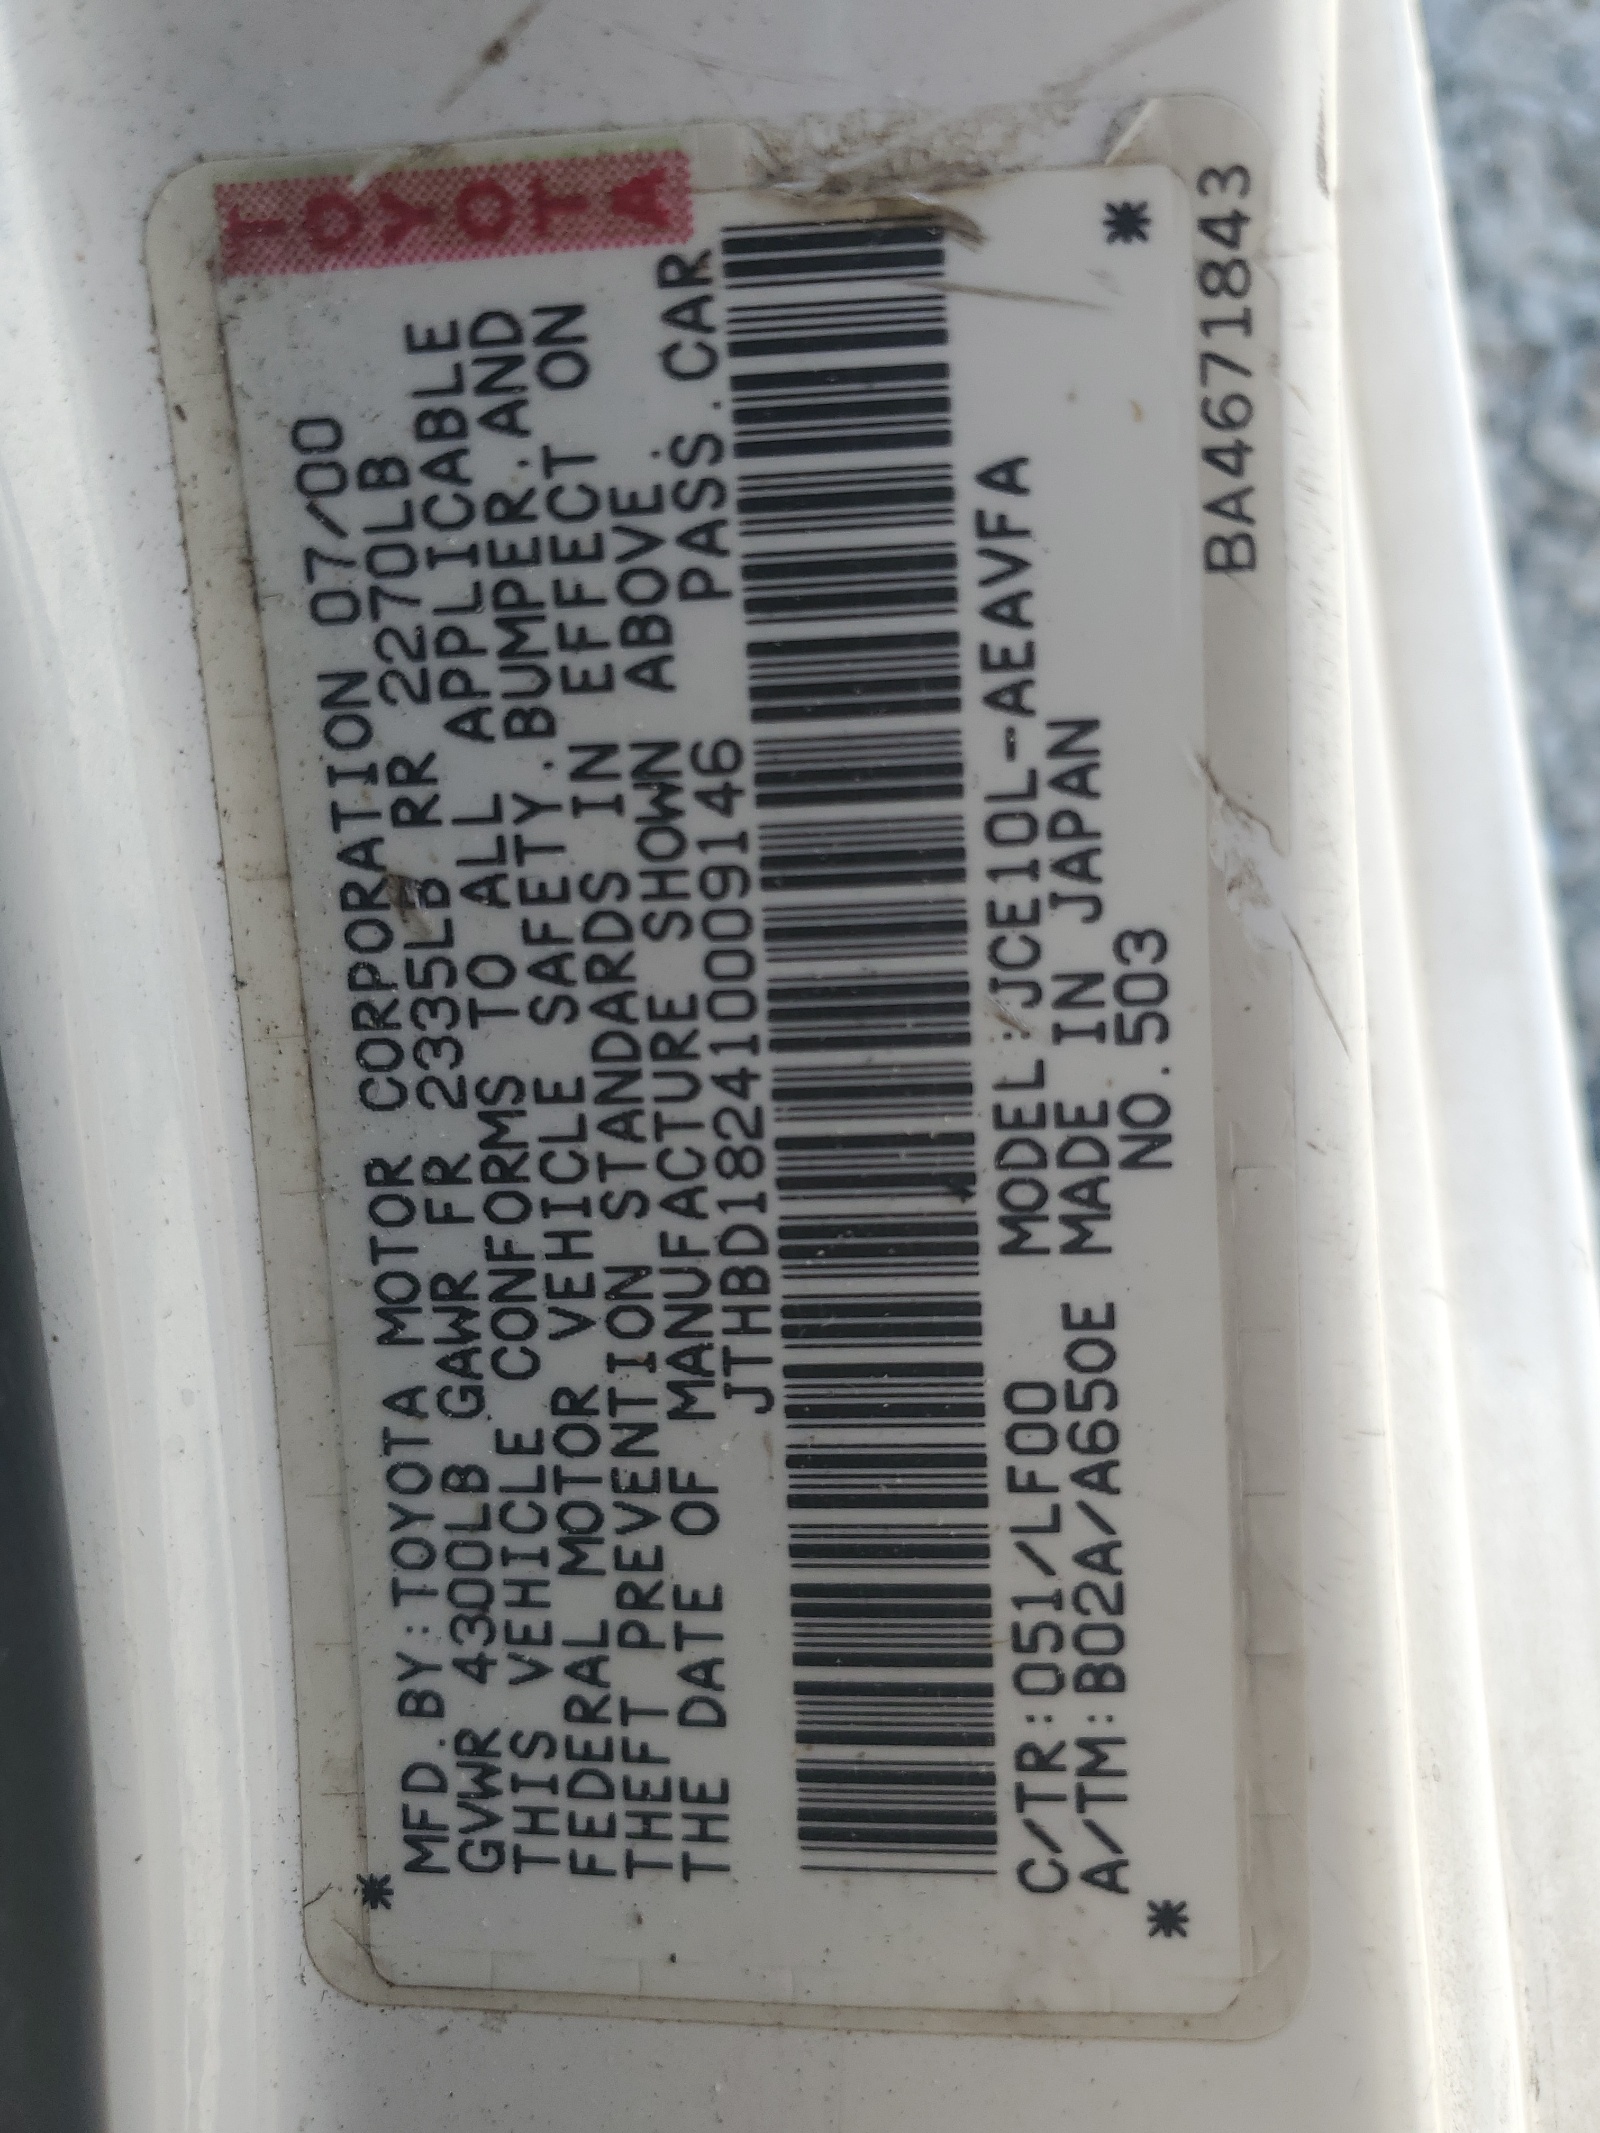 TOYOTA
MFD.BY:TOYOTA MOTOR CORPORATION 07/00
GVWR 4300LB GAWR FR 2335LB RR 2270LB
THIS VEHICLE CONFORMS TO ALL APPLICABLE
FEDERAL MOTOR VEHICLE SAFETY.BUMPER.AND
THEFT PREVENTION STANDARDS IN EFFECT ON
THE DATE OF MANUFACTURE SHOWN ABOVE.
JTHBD182410009146 PASS.CAR
C/TR:051/LF00 MODEL:JCE10L-AEAVFA
A/TM:B02A/A650E MADE IN JAPAN
NO.503
BA4671843